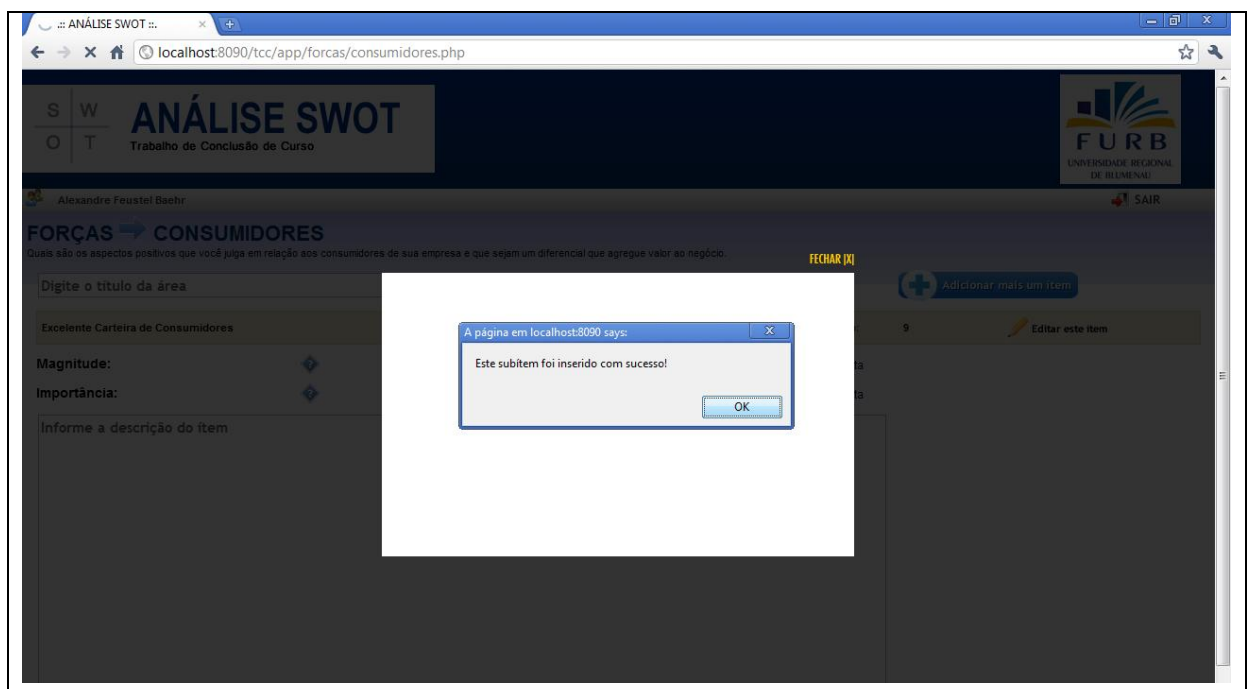 .:: ANÁLISE SWOT ::.
localhost:8090/tcc/app/forcas/consumidores.php
S W
O T
ANÁLISE SWOT
Trabalho de Conclusão de Curso
FURB
UNIVERSIDADE REGIONAL
DE BLUMENAU
Alexandre Feustel Baehr
SAIR
FORÇAS CONSUMIDORES
Quais são os aspectos positivos que você julga em relação aos consumidores de sua empresa e que sejam um diferencial que agregue valor ao negócio.
FECHAR |X|
Digite o título da área
Adicionar mais um item
Excelente Carteira de Consumidores
9
Editar este item
A página em localhost:8090 says:
Este subítem foi inserido com sucesso!
OK
Magnitude:
ta
Importância:
ta
Informe a descrição do ítem